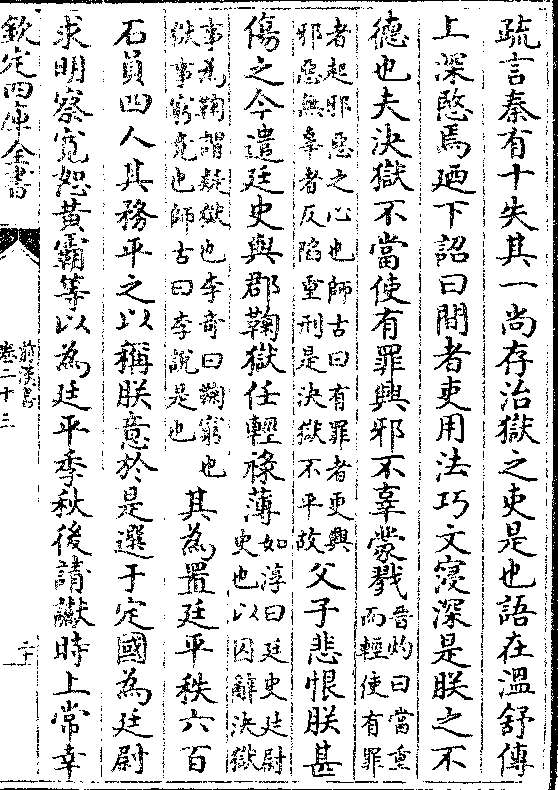 疏言秦有十失其一尚存治獄之吏是也語在溫舒傳
上深愍焉廼下詔曰間者吏用法巧文寖深是朕之不
德也夫決獄不當使有罪興邪不辜蒙戮晉灼曰當重而輕使有罪
者起邪惡之心也師古曰有罪者更興邪惡無辜者反陷重刑是決獄不平故父子悲恨朕甚
傷之今遣廷史與郡鞠獄任輕祿薄如淳曰廷史廷尉史也以囚辭決獄
事為鞠謂疑獄也李奇曰鞠窮也獄事窮竟也師古曰李說是也其為置廷平秩六百
石員四人其務平之以稱朕意於是選于定國為廷尉
求明察寛恕黃霸等以為廷平季秋後請讞時上常幸
欽定四庫全書
前漢書
卷二十三
二十